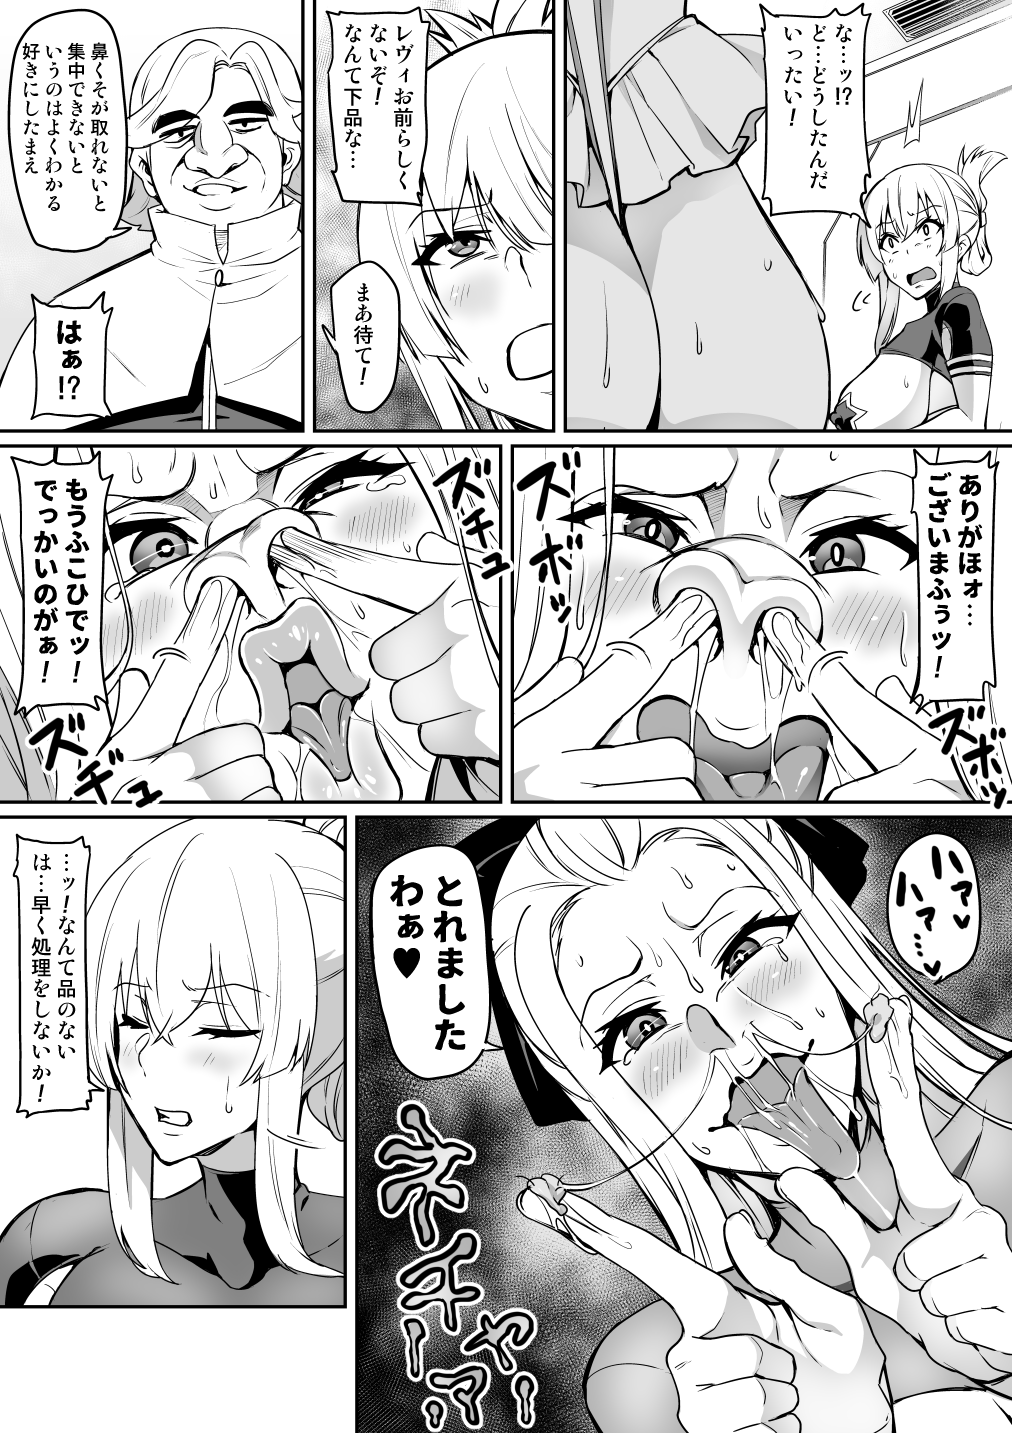 な…ッ!?
ど…どうしたんだ
いったい！
レヴィお前らしく
ないぞ！
なんて下品な…
まあ待て！
鼻くそが取れないと
集中できないと
いうのはよくわかる
好きにしたまえ
はぁ!?
ありがほォ…
ございまふぅッ！
ズボッ
ズボッ
もうふこひでッ！
でっかいのがぁ！
ズチュ
ズヂュ
ハァ♥
ハァ…♥
とれました
わぁ♥
ネチャー
ネチァー
…ッ！なんて品のない
は…早く処理をしないか！